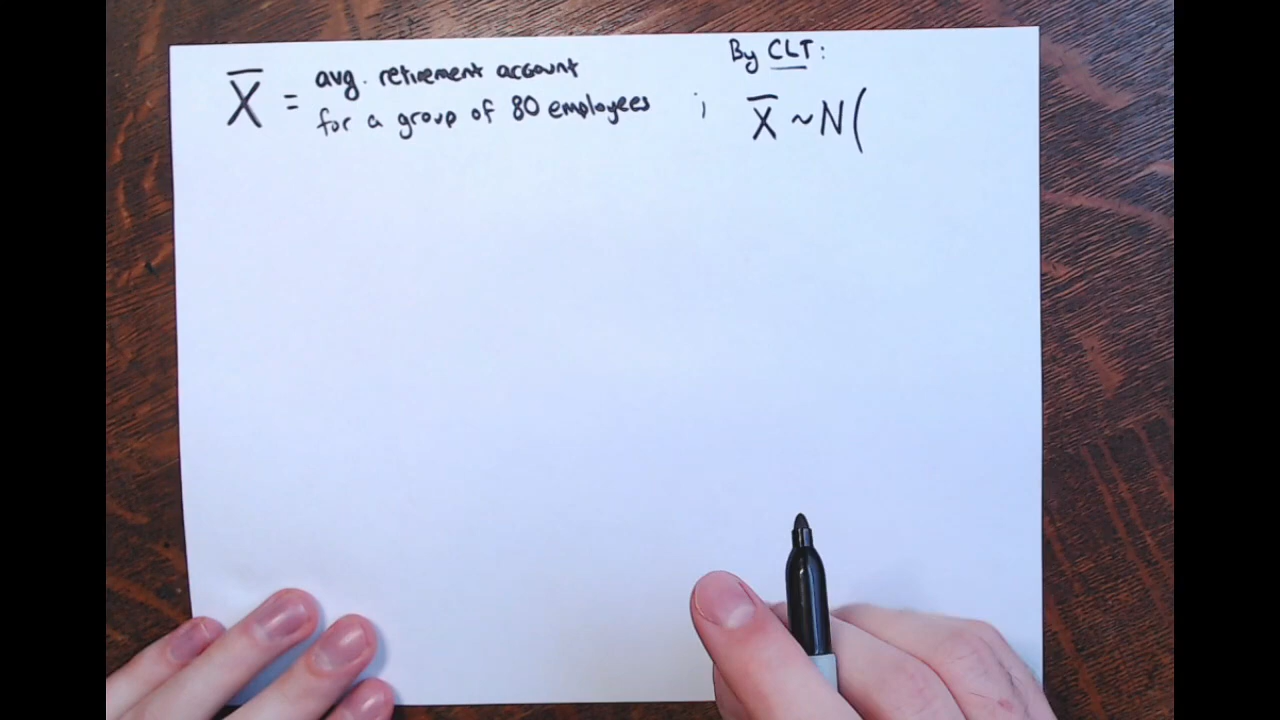 X̄ = avg. retirement account
for a group of 80 employees ;
By CLT:
X̄ ~ N(